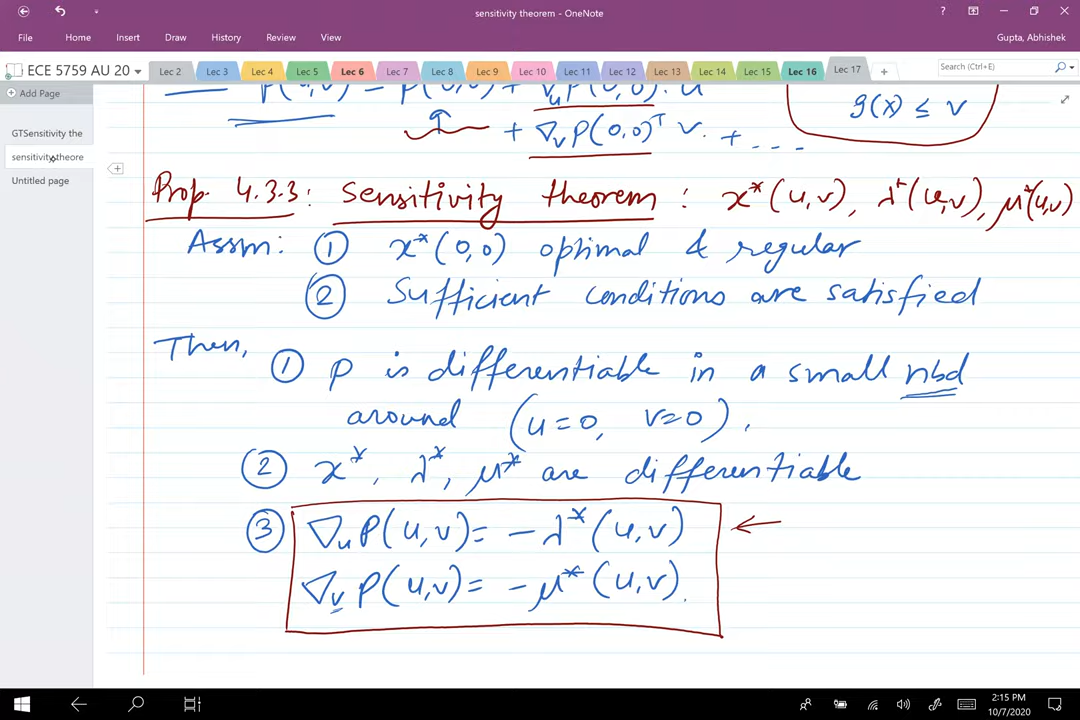 sensitivity theorem - OneNote
Gupta, Abhishek
File Home Insert Draw History Review View
ECE 5759 AU 20
Lec 2 Lec 3 Lec 4 Lec 5 Lec 6 Lec 7 Lec 8 Lec 9 Lec 10 Lec 11 Lec 12 Lec 13 Lec 14 Lec 15 Lec 16 Lec 17
Search (Ctrl+E)
Add Page
GTSensitivity the
sensitivity theore
Untitled page
p(u,v) = p(0,0) + ∇u p(0,0)· u
+ ∇v p(0,0)ᵀ v. + ...
g(x) ≤ v
Prop. 4.3.3: Sensitivity theorem : x*(u,v), λ*(u,v), μ*(u,v)
Assm: ① x*(0,0) optimal & regular
② Sufficient conditions are satisfied
Then,
① p is differentiable in a small nbd
around (u=0, v=0).
② x*, λ*, μ* are differentiable
③ ∇u p(u,v) = -λ*(u,v)
∇v p(u,v) = -μ*(u,v).
2:15 PM
10/7/2020